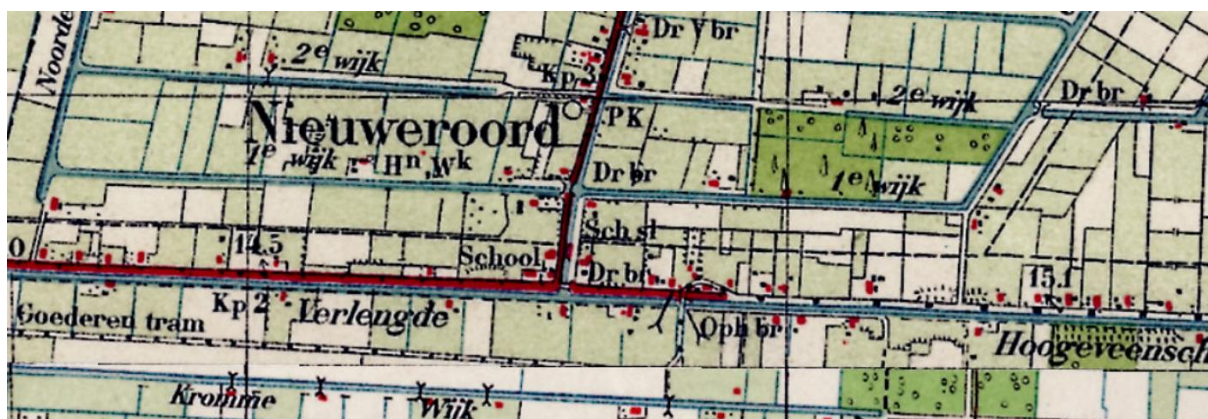 Noorde
2e wijk
Dr V br
Kp 3
2e wijk
Dr br
Nieuweroord
PK
1e wijk
Hn Wk
Dr br
1e wijk
Sch sl
14.5
School
Dr br
15.1
Kp 2
Verlengde
Goederen tram
Oph br
Hoogeveensch
Kromme
Wijk